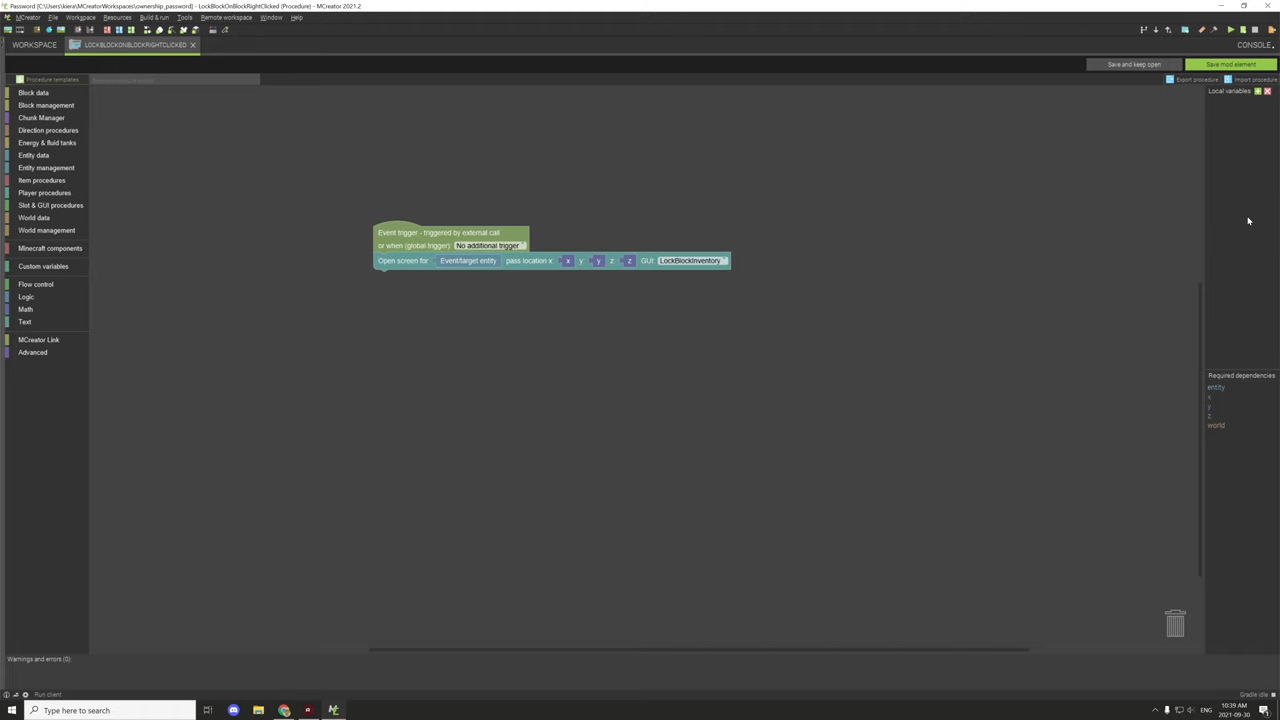 Password [C:\Users\kiera\MCreatorWorkspaces\ownership_password] - LockBlockOnBlockRightClicked (Procedure) - MCreator 2021.2
MCreator File Workspace Resources Build & run Tools Remote workspace Window Help
WORKSPACE LOCKBLOCKONBLOCKRIGHTCLICKED CONSOLE
Save and keep open Save mod element
Procedure templates Export procedure Import procedure
Block data Local variables
Block management
Chunk Manager
Direction procedures
Energy & fluid tanks
Entity data
Entity management
Item procedures
Player procedures
Slot & GUI procedures
World data
World management
Minecraft components
Custom variables
Flow control
Logic
Math
Text
MCreator Link
Advanced
Event trigger - triggered by external call
or when (global trigger): No additional trigger
Open screen for Event/target entity pass location x: x y: y z: z GUI: LockBlockInventory
Required dependencies
entity
x
y
z
world
Warnings and errors (0):
Run client Gradle idle
Type here to search ENG 10:39 AM
2021-09-30